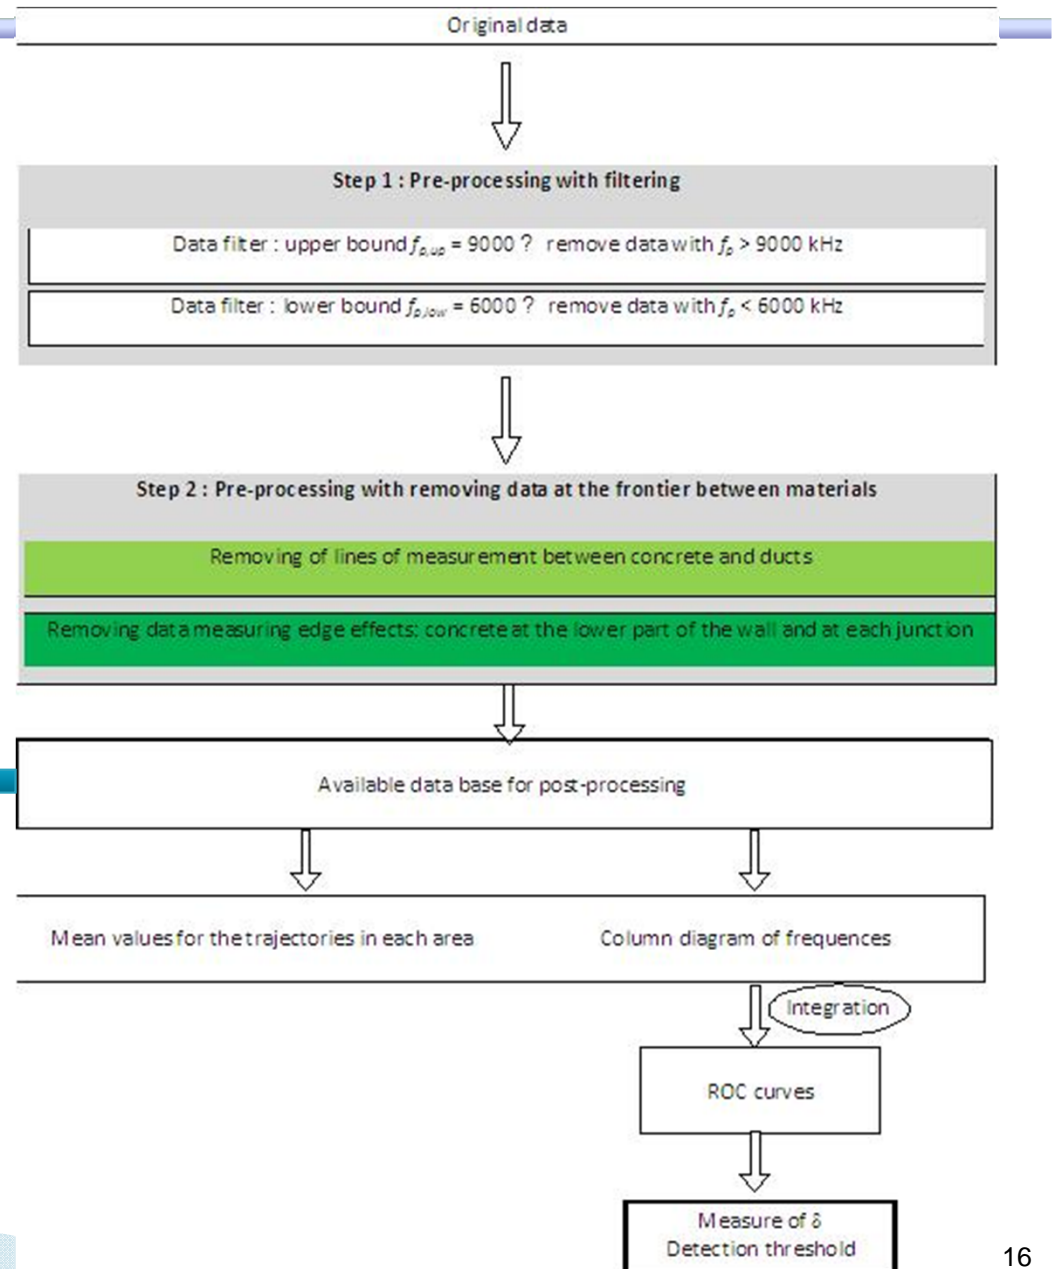 Original data
Step 1 : Pre-processing with filtering
Data filter : upper bound fp,up = 9000 ? remove data with fp > 9000 kHz
Data filter : lower bound fp,low = 6000 ? remove data with fp < 6000 kHz
Step 2 : Pre-processing with removing data at the frontier between materials
Removing of lines of measurement between concrete and ducts
Removing data measuring edge effects: concrete at the lower part of the wall and at each junction
Available data base for post-processing
Mean values for the trajectories in each area
Column diagram of frequences
Integration
ROC curves
Measure of δ
Detection threshold
16